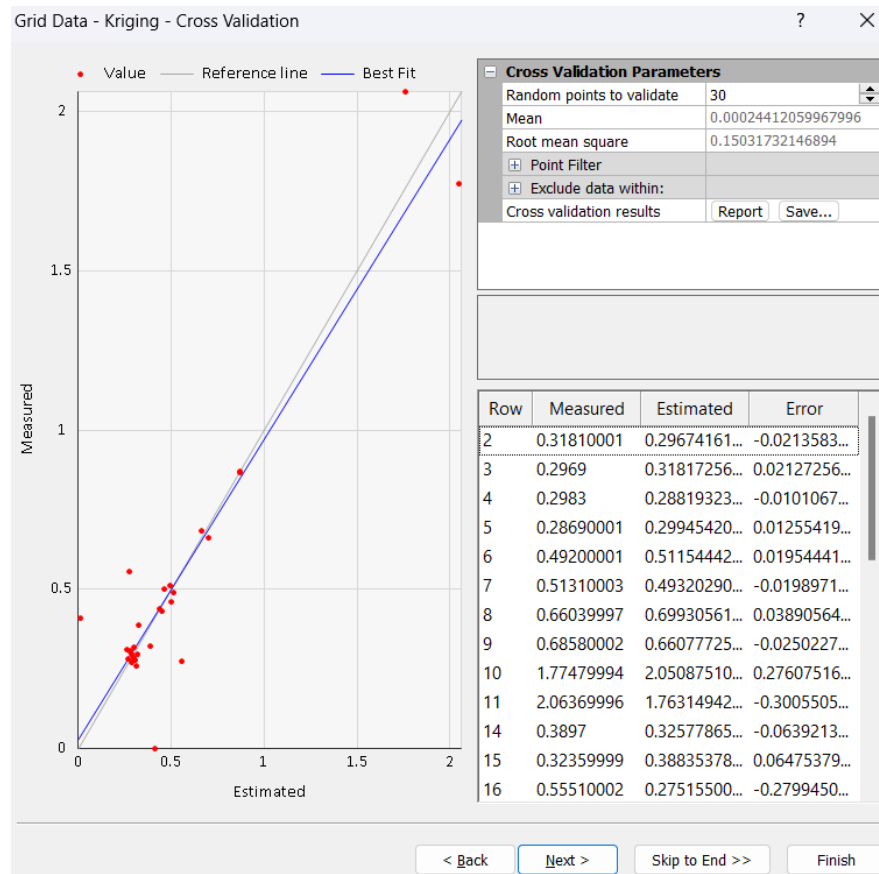 Grid Data - Kriging - Cross Validation ? ×
Value Reference line Best Fit
2
1.5
1
0.5
0
Measured
0 0.5 1 1.5 2
Estimated
Cross Validation Parameters
Random points to validate 30
Mean 0.00024412059967996
Root mean square 0.15031732146894
Point Filter
Exclude data within:
Cross validation results Report Save...
Row Measured Estimated Error
2 0.31810001 0.29674161... -0.0213583...
3 0.2969 0.31817256... 0.02127256...
4 0.2983 0.28819323... -0.0101067...
5 0.28690001 0.29945420... 0.01255419...
6 0.49200001 0.51154442... 0.01954441...
7 0.51310003 0.49320290... -0.0198971...
8 0.66039997 0.69930561... 0.03890564...
9 0.68580002 0.66077725... -0.0250227...
10 1.77479994 2.05087510... 0.27607516...
11 2.06369996 1.76314942... -0.3005505...
14 0.3897 0.32577865... -0.0639213...
15 0.32359999 0.38835378... 0.06475379...
16 0.55510002 0.27515500... -0.2799450...
< Back Next > Skip to End >> Finish